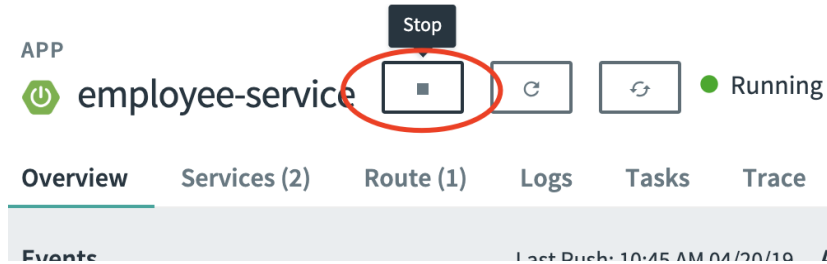 Stop
APP
employee-service
Running
Overview Services (2) Route (1) Logs Tasks Trace
Events Last Push: 10:45 AM 04/20/19